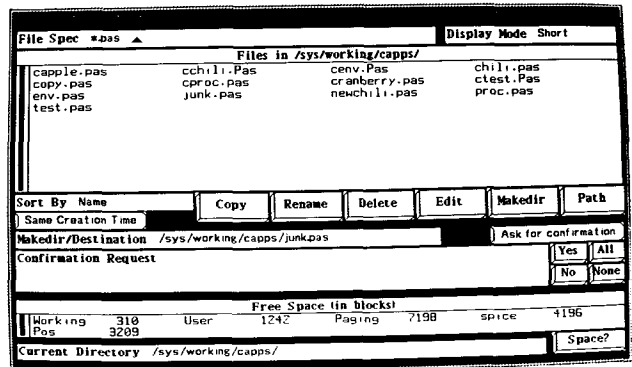 File Spec *.pas Display Mode Short
Files in /sys/working/capps/
capple.pas cchili.Pas cenv.Pas chili.pas
copy.pas cproc.pas cranberry.pas ctest.Pas
env.pas junk.pas newchili.pas proc.pas
test.pas
Sort By Name Copy Rename Delete Edit Makedir Path
Same Creation Time
Makedir/Destination /sys/working/capps/junk.pas Ask for confirmation
Confirmation Request Yes All
No None
Free Space (in blocks)
Working 310 User 1242 Paging 7198 spice 4196
Pos 3209
Current Directory /sys/working/capps/ Space?